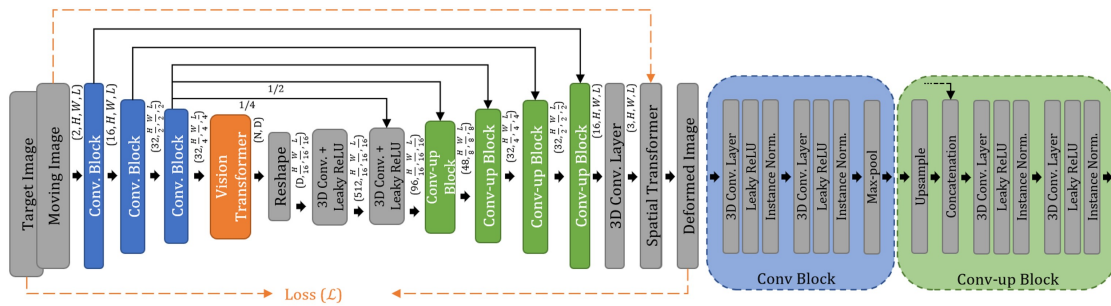 Target Image
Moving Image
(2, H, W, L)
Conv. Block
(16, H, W, L)
Conv. Block
(32, H/2, W/2, L/2)
Conv. Block
(32, H/4, W/4, L/4)
Vision
Transformer
(N, D)
Reshape
(D, H/16, W/16, L/16)
3D Conv. +
Leaky ReLU
(512, H/16, W/16, L/16)
3D Conv. +
Leaky ReLU
(96, H/16, W/16, L/16)
Conv-up
Block
(48, H/8, W/8, L/8)
Conv-up Block
(32, H/4, W/4, L/4)
Conv-up Block
(32, H/2, W/2, L/2)
Conv-up Block
(16, H, W, L)
3D Conv. Layer
(3, H, W, L)
Spatial Transformer
Deformed Image
1/2
1/4
Loss (ℒ)
3D Conv. Layer
Leaky ReLU
Instance Norm.
3D Conv. Layer
Leaky ReLU
Instance Norm.
Max-pool
Conv Block
Upsample
Concatenation
3D Conv. Layer
Leaky ReLU
Instance Norm.
3D Conv. Layer
Leaky ReLU
Instance Norm.
Conv-up Block